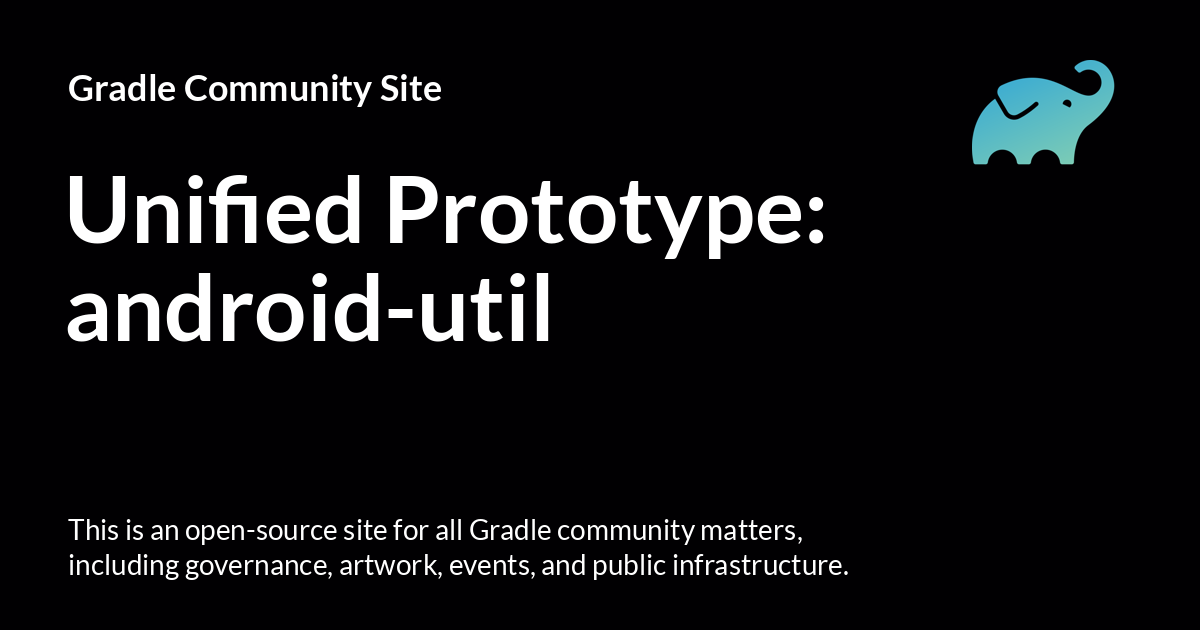 Gradle Community Site
Unified Prototype:
android-util
This is an open-source site for all Gradle community matters,
including governance, artwork, events, and public infrastructure.